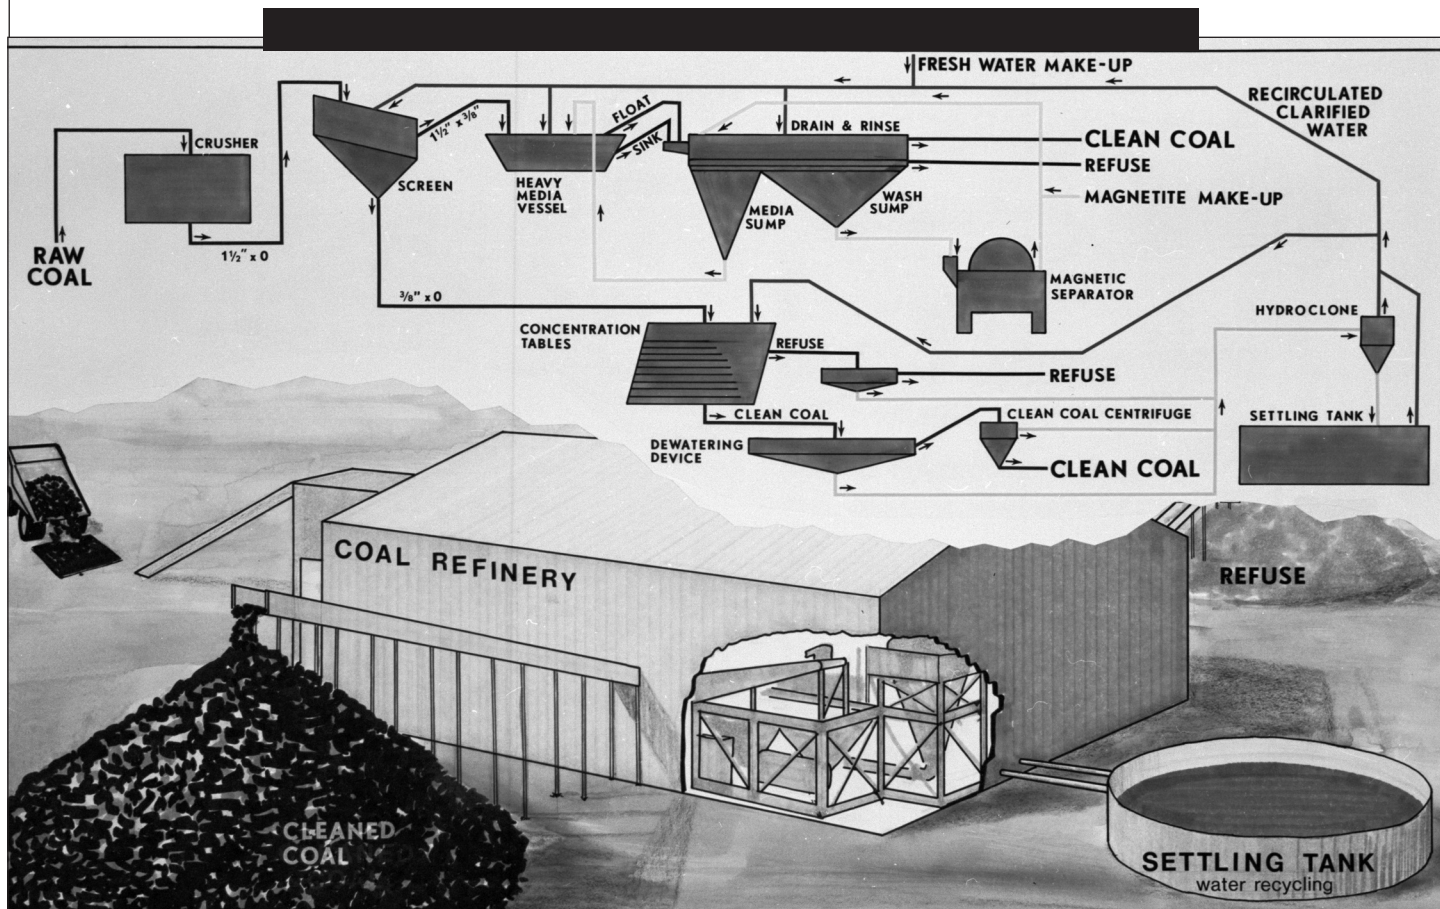 FRESH WATER MAKE-UP
RECIRCULATED
CLARIFIED
WATER
CRUSHER
1½" x ⅜"
FLOAT
SINK
DRAIN & RINSE
CLEAN COAL
REFUSE
SCREEN
HEAVY
MEDIA
VESSEL
MEDIA
SUMP
WASH
SUMP
MAGNETITE MAKE-UP
RAW
COAL
1½" x 0
⅜" x 0
MAGNETIC
SEPARATOR
HYDROCLONE
CONCENTRATION
TABLES
REFUSE
REFUSE
CLEAN COAL
CLEAN COAL CENTRIFUGE
SETTLING TANK
DEWATERING
DEVICE
CLEAN COAL
COAL REFINERY
REFUSE
CLEANED
COAL
SETTLING TANK
water recycling